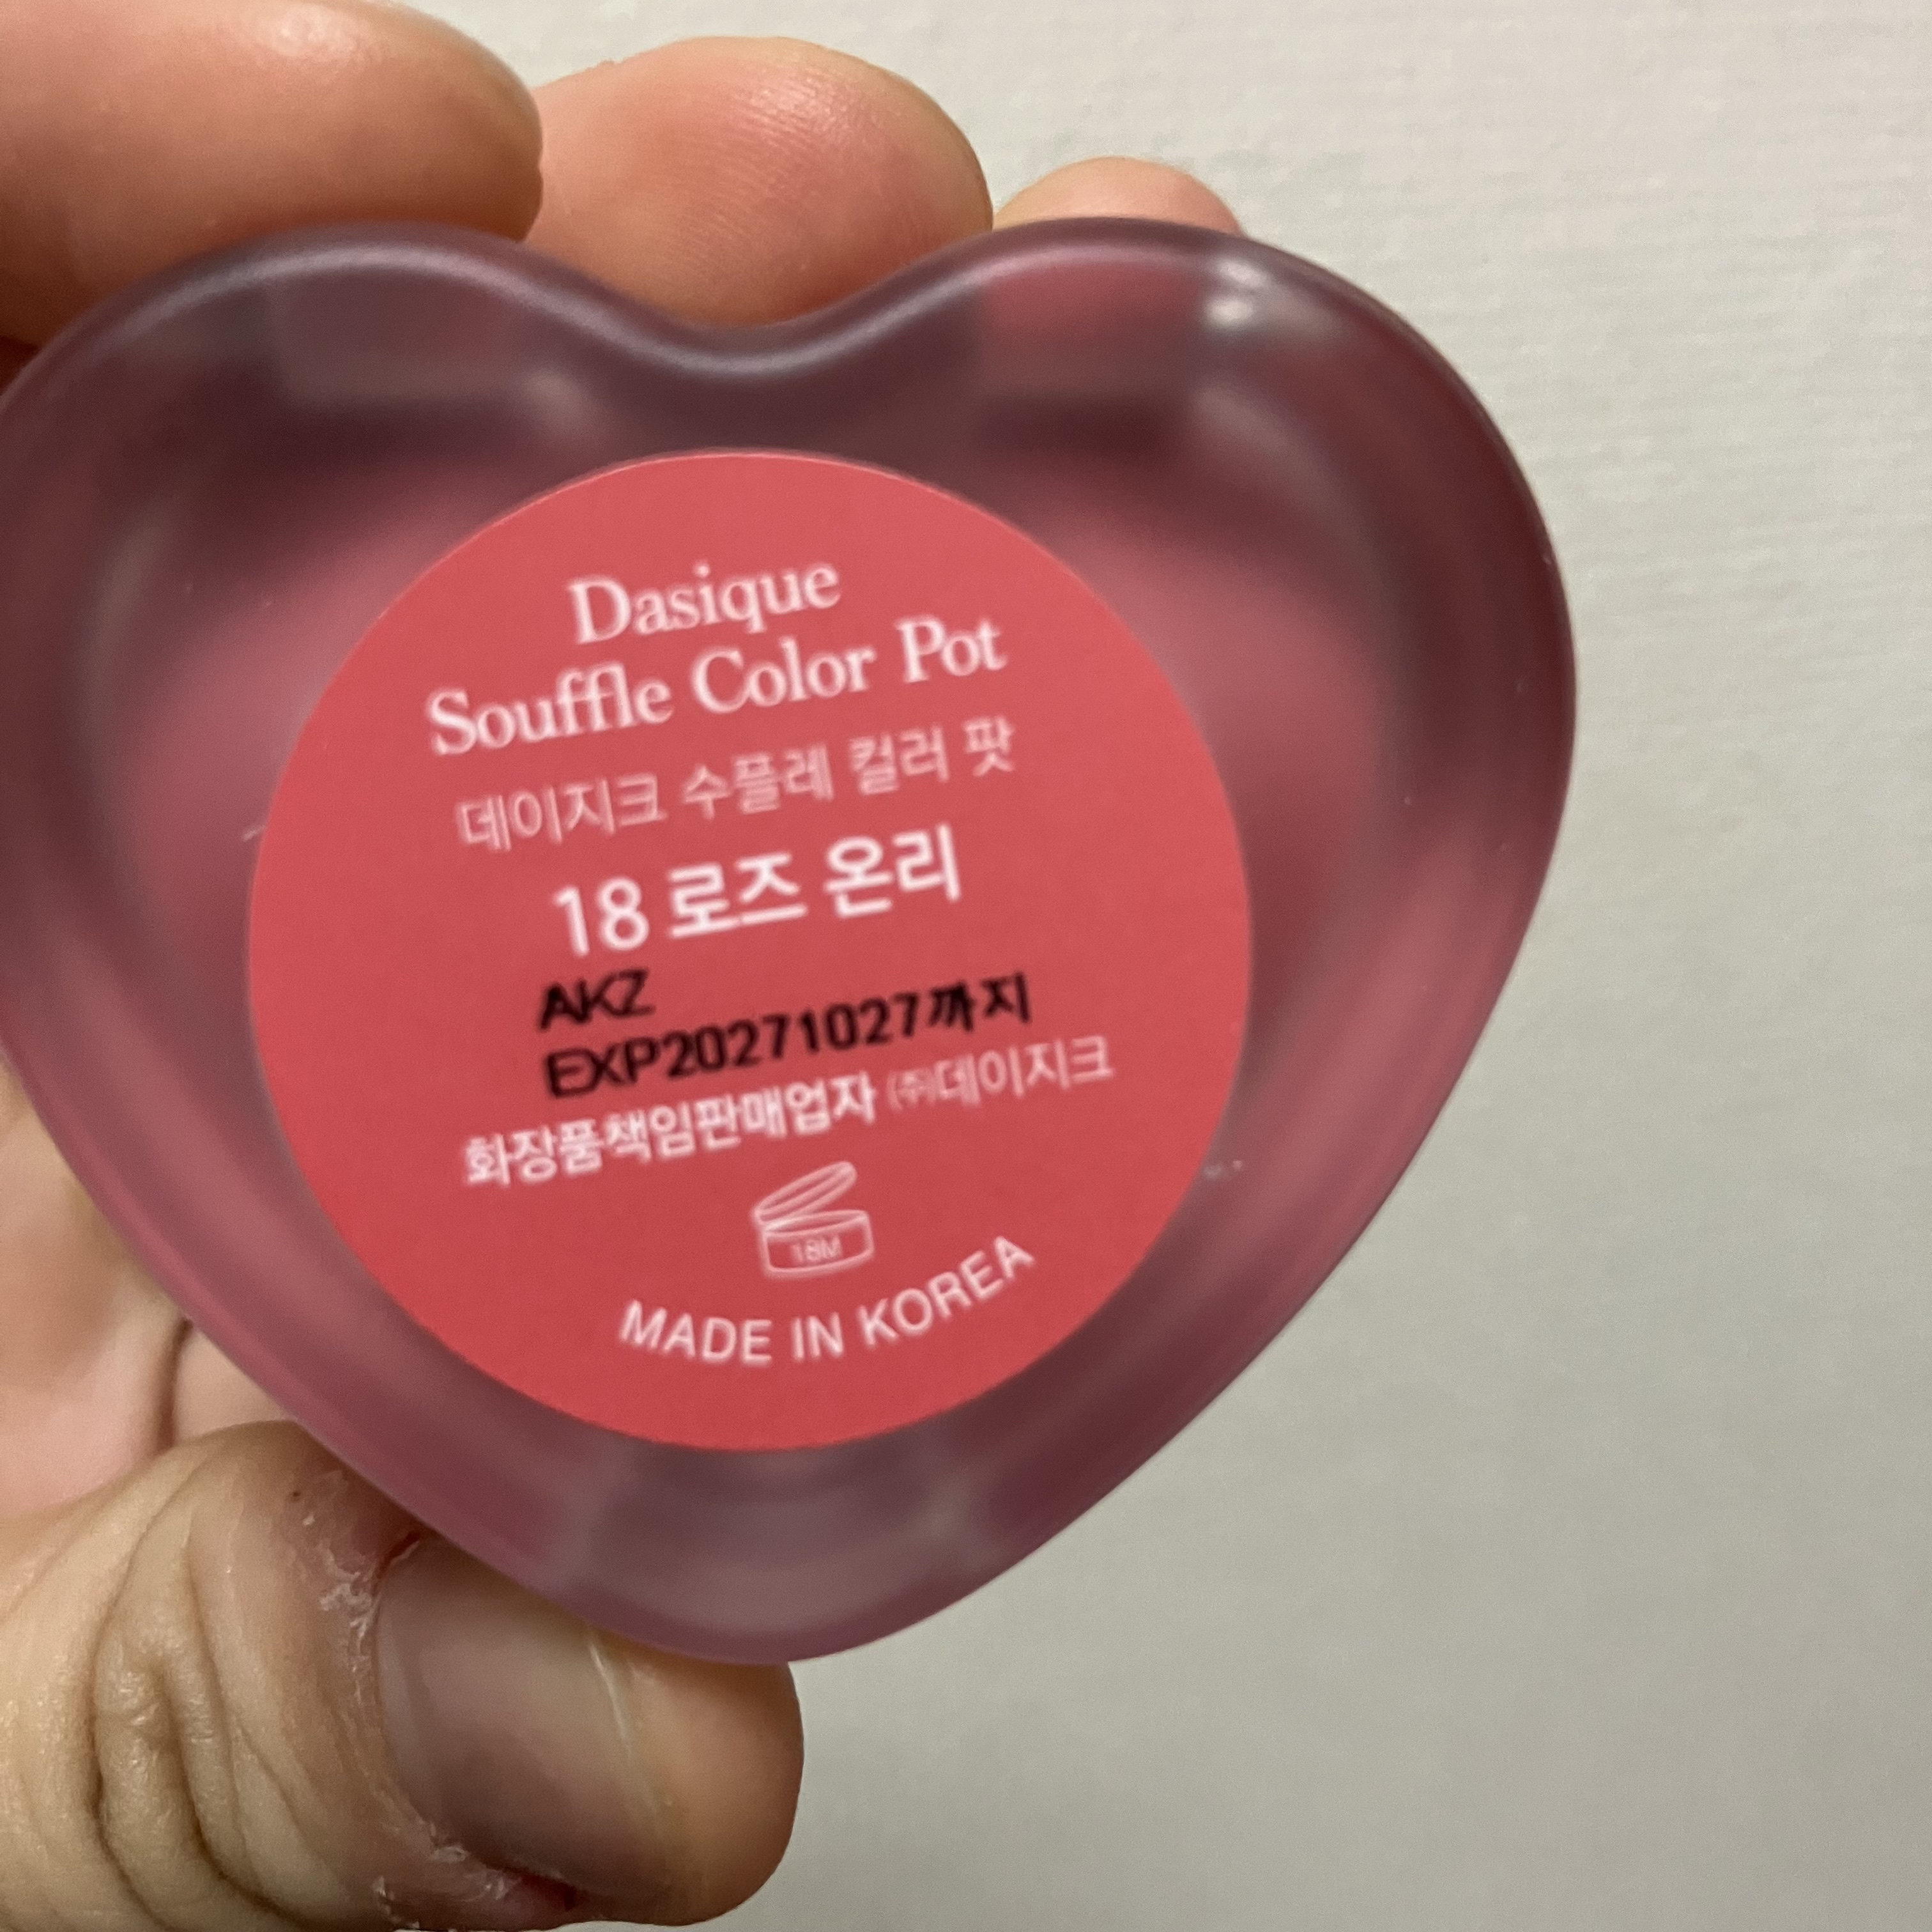 Dasique
Souffle Color Pot
데이지크 수플레 컬러 팟
18 로즈 온리
AKZ
EXP20271027까지
화장품책임판매업자 ㈜데이지크
18M
MADE IN KOREA